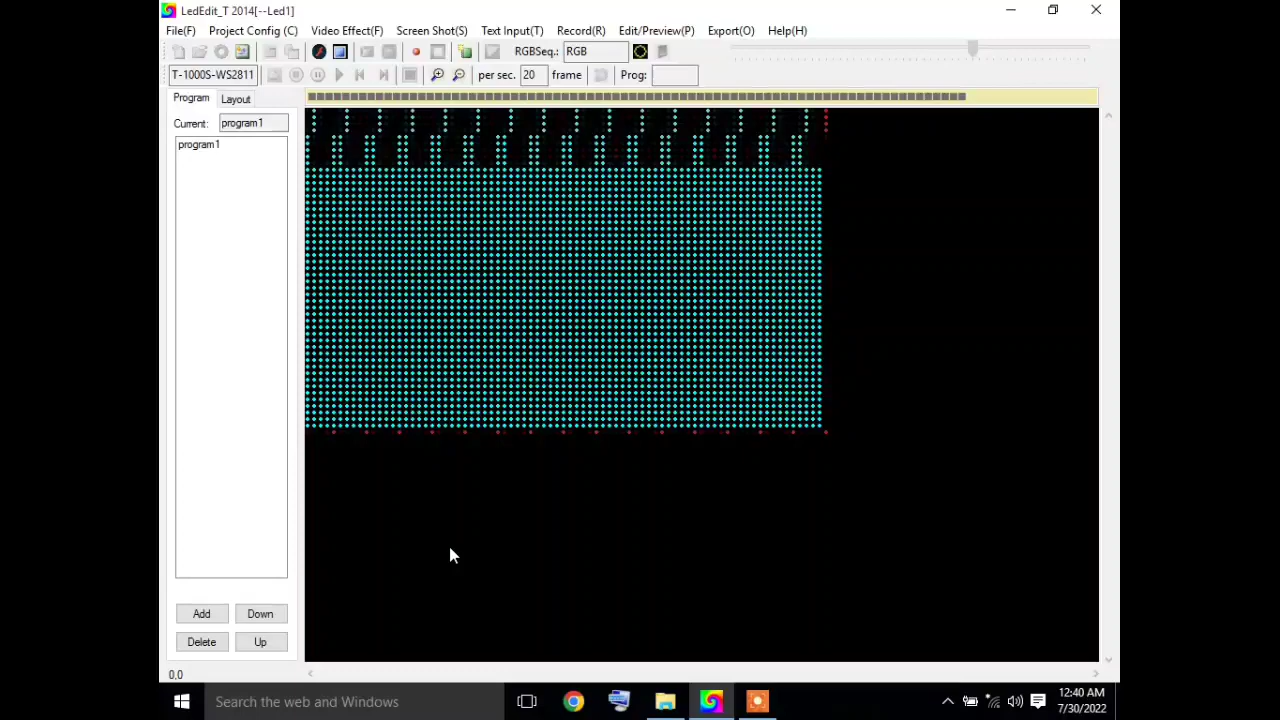 LedEdit_T 2014[--Led1]
File(F) Project Config (C) Video Effect(F) Screen Shot(S) Text Input(T) Record(R) Edit/Preview(P) Export(O) Help(H)
RGBSeq.: RGB
T-1000S-WS2811 per sec. 20 frame Prog:
Program Layout
Current: program1
program1
Add Down
Delete Up
0,0
Search the web and Windows
12:40 AM
7/30/2022